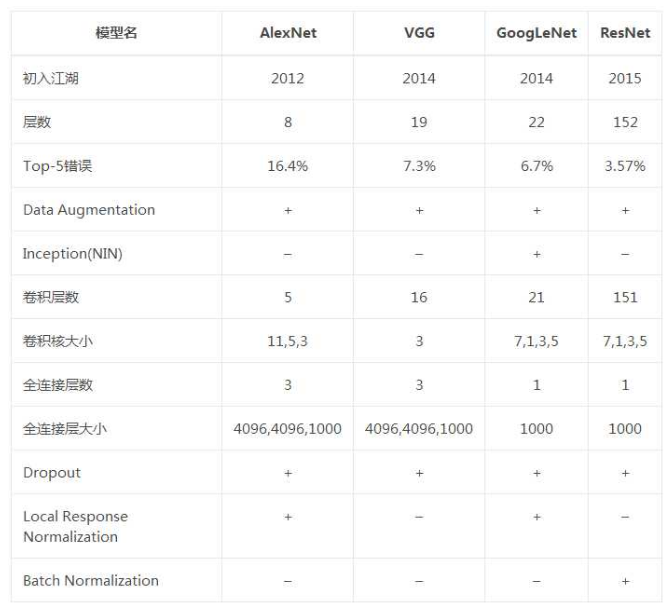 模型名 AlexNet VGG GoogLeNet ResNet
初入江湖 2012 2014 2014 2015
层数 8 19 22 152
Top-5错误 16.4% 7.3% 6.7% 3.57%
Data Augmentation + + + +
Inception(NIN) – – + –
卷积层数 5 16 21 151
卷积核大小 11,5,3 3 7,1,3,5 7,1,3,5
全连接层数 3 3 1 1
全连接层大小 4096,4096,1000 4096,4096,1000 1000 1000
Dropout + + + +
Local Response + – + –
Normalization
Batch Normalization – – – +